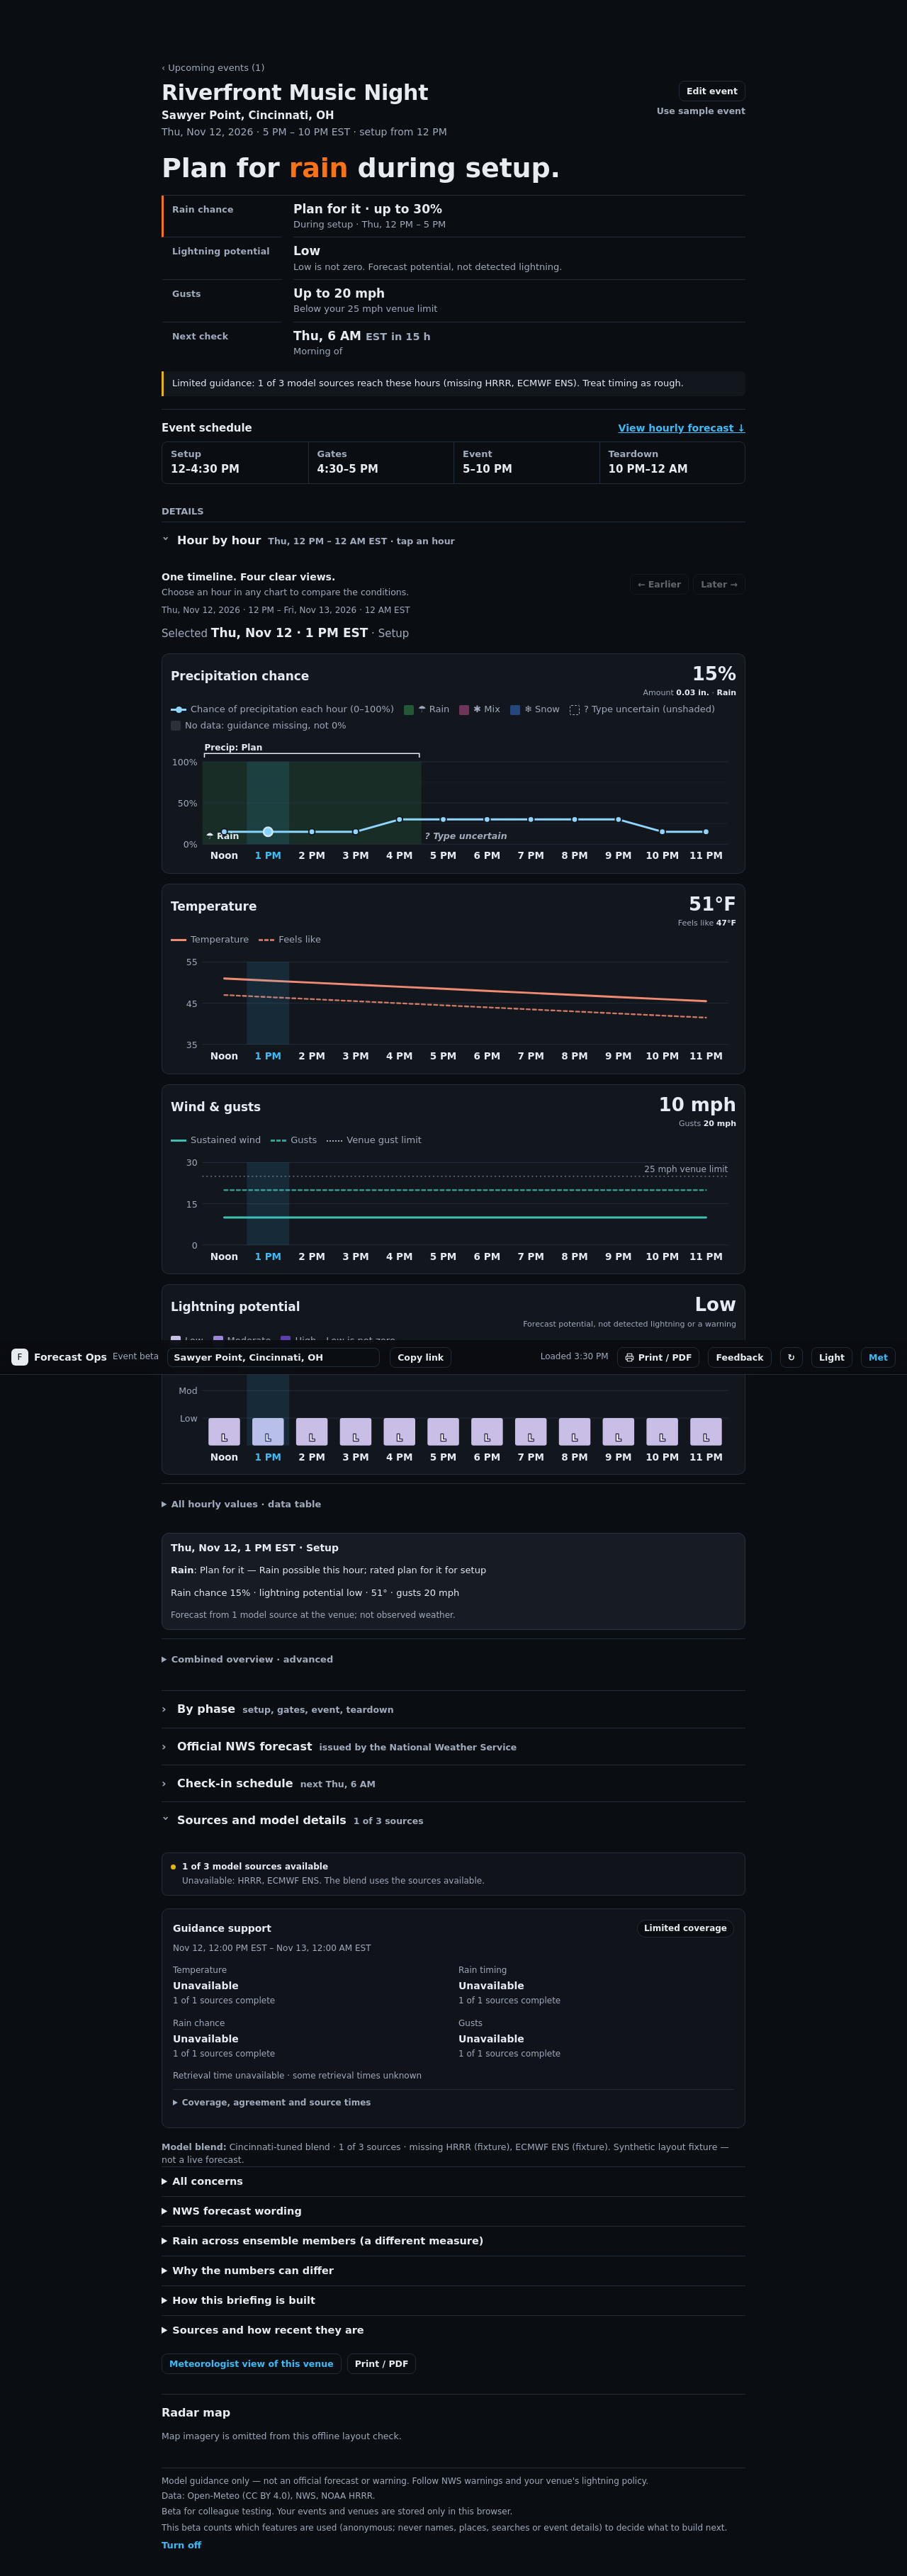 ‹ Upcoming events (1)
Riverfront Music Night
Edit event
Sawyer Point, Cincinnati, OH
Use sample event
Thu, Nov 12, 2026 · 5 PM – 10 PM EST · setup from 12 PM
Plan for rain during setup.
Rain chance
Plan for it · up to 30%
During setup · Thu, 12 PM – 5 PM
Lightning potential
Low
Low is not zero. Forecast potential, not detected lightning.
Gusts
Up to 20 mph
Below your 25 mph venue limit
Next check
Thu, 6 AM EST in 15 h
Morning of
Limited guidance: 1 of 3 model sources reach these hours (missing HRRR, ECMWF ENS). Treat timing as rough.
Event schedule
View hourly forecast ↓
Setup
12–4:30 PM
Gates
4:30–5 PM
Event
5–10 PM
Teardown
10 PM–12 AM
DETAILS
Hour by hour Thu, 12 PM – 12 AM EST · tap an hour
One timeline. Four clear views.
Choose an hour in any chart to compare the conditions.
← Earlier
Later →
Thu, Nov 12, 2026 · 12 PM – Fri, Nov 13, 2026 · 12 AM EST
Selected Thu, Nov 12 · 1 PM EST · Setup
Precipitation chance
15%
Amount 0.03 in. · Rain
Chance of precipitation each hour (0–100%) ☂ Rain ✱ Mix ❄ Snow ? Type uncertain (unshaded)
No data: guidance missing, not 0%
Precip: Plan
100%
50%
0%
☂ Rain
? Type uncertain
Noon 1 PM 2 PM 3 PM 4 PM 5 PM 6 PM 7 PM 8 PM 9 PM 10 PM 11 PM
Temperature
51°F
Feels like 47°F
Temperature Feels like
55
45
35
Noon 1 PM 2 PM 3 PM 4 PM 5 PM 6 PM 7 PM 8 PM 9 PM 10 PM 11 PM
Wind & gusts
10 mph
Gusts 20 mph
Sustained wind Gusts Venue gust limit
30
25 mph venue limit
15
0
Noon 1 PM 2 PM 3 PM 4 PM 5 PM 6 PM 7 PM 8 PM 9 PM 10 PM 11 PM
Lightning potential
Low
Forecast potential, not detected lightning or a warning
Low Moderate High Low is not zero
F Forecast Ops Event beta Sawyer Point, Cincinnati, OH Copy link Loaded 3:30 PM Print / PDF Feedback ↻ Light Met
Mod
Low
L L L L L L L L L L L L
Noon 1 PM 2 PM 3 PM 4 PM 5 PM 6 PM 7 PM 8 PM 9 PM 10 PM 11 PM
All hourly values · data table
Thu, Nov 12, 1 PM EST · Setup
Rain: Plan for it — Rain possible this hour; rated plan for it for setup
Rain chance 15% · lightning potential low · 51° · gusts 20 mph
Forecast from 1 model source at the venue; not observed weather.
Combined overview · advanced
› By phase setup, gates, event, teardown
› Official NWS forecast issued by the National Weather Service
› Check-in schedule next Thu, 6 AM
Sources and model details 1 of 3 sources
1 of 3 model sources available
Unavailable: HRRR, ECMWF ENS. The blend uses the sources available.
Guidance support
Limited coverage
Nov 12, 12:00 PM EST – Nov 13, 12:00 AM EST
Temperature
Unavailable
1 of 1 sources complete
Rain timing
Unavailable
1 of 1 sources complete
Rain chance
Unavailable
1 of 1 sources complete
Gusts
Unavailable
1 of 1 sources complete
Retrieval time unavailable · some retrieval times unknown
Coverage, agreement and source times
Model blend: Cincinnati-tuned blend · 1 of 3 sources · missing HRRR (fixture), ECMWF ENS (fixture). Synthetic layout fixture —
not a live forecast.
All concerns
NWS forecast wording
Rain across ensemble members (a different measure)
Why the numbers can differ
How this briefing is built
Sources and how recent they are
Meteorologist view of this venue
Print / PDF
Radar map
Map imagery is omitted from this offline layout check.
Model guidance only — not an official forecast or warning. Follow NWS warnings and your venue's lightning policy.
Data: Open-Meteo (CC BY 4.0), NWS, NOAA HRRR.
Beta for colleague testing. Your events and venues are stored only in this browser.
This beta counts which features are used (anonymous; never names, places, searches or event details) to decide what to build next.
Turn off